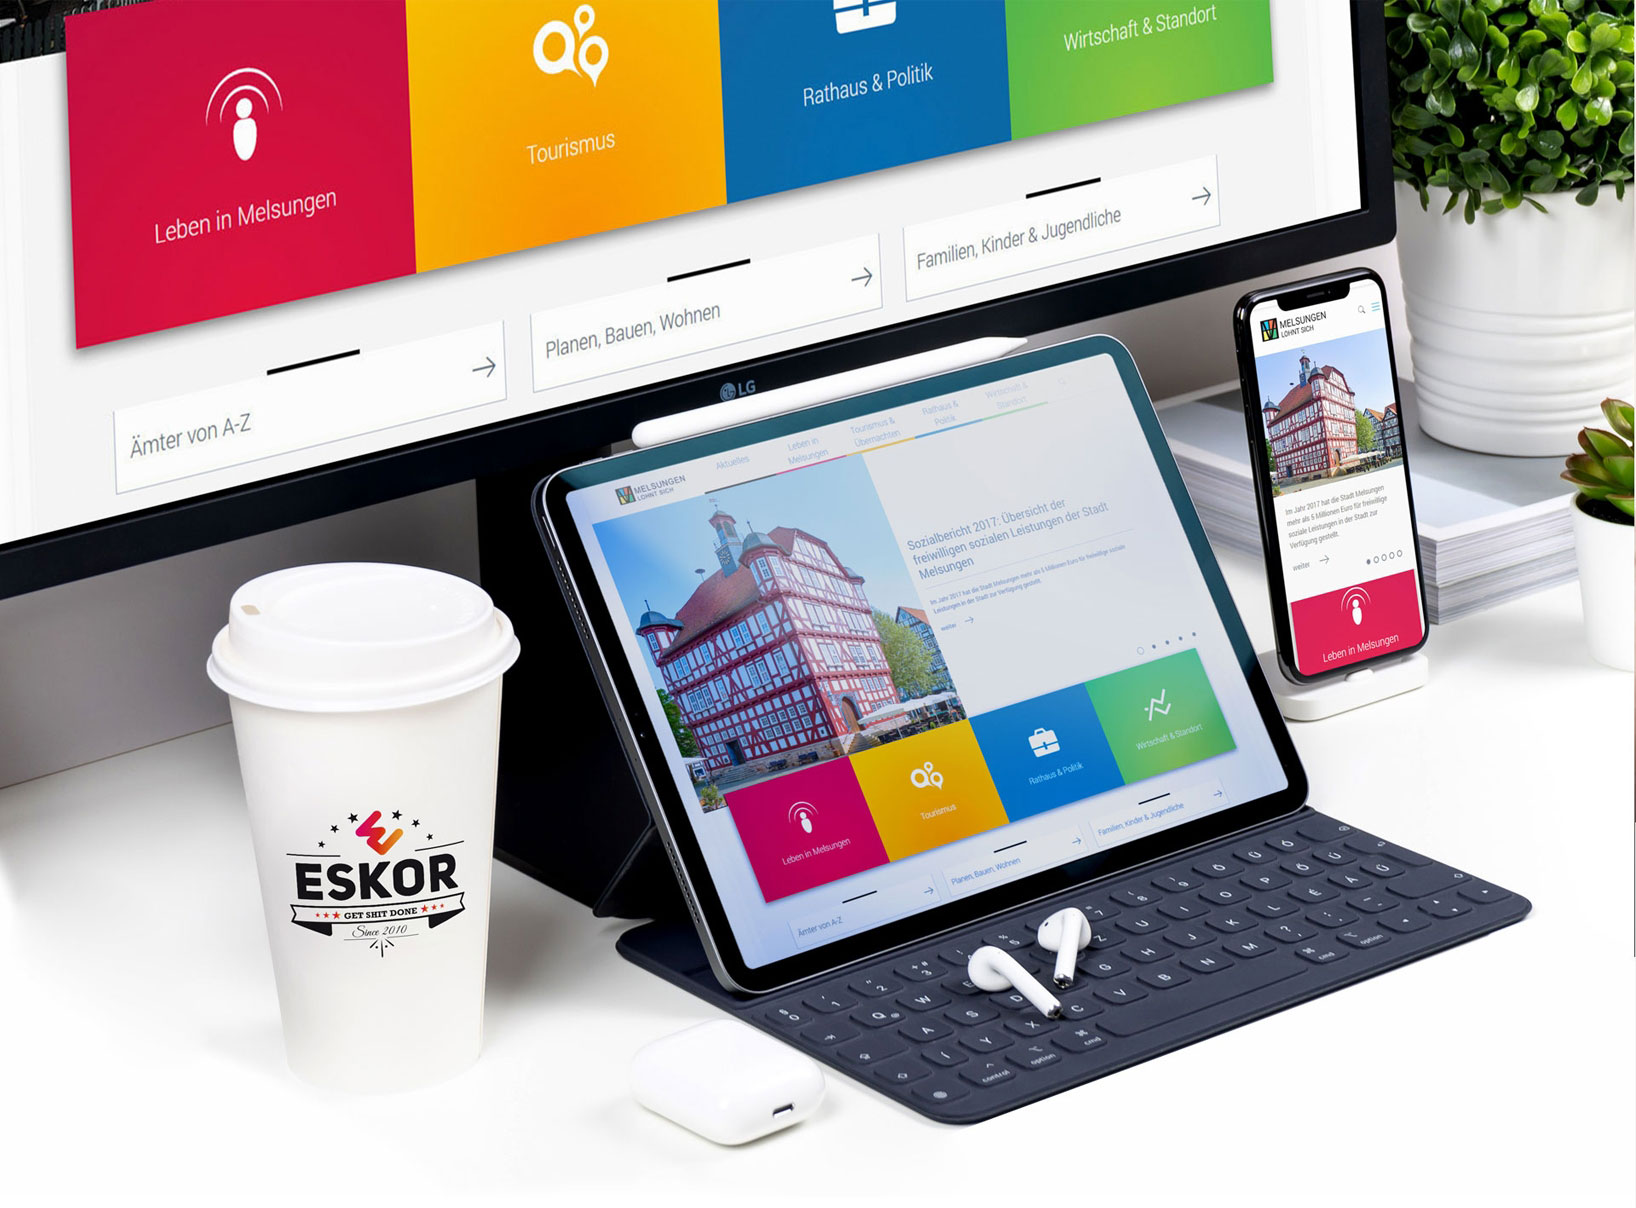 Leben in Melsungen
Tourismus
Rathaus & Politik
Wirtschaft & Standort
Ämter von A-Z
Planen, Bauen, Wohnen
Familien, Kinder & Jugendliche
LG
MELSUNGEN
LOHNT SICH
Aktuelles
Leben in
Melsungen
Tourismus &
Übernachten
Rathaus &
Politik
Wirtschaft &
Standort
Sozialbericht 2017: Übersicht der
freiwilligen sozialen Leistungen der Stadt
Melsungen
Im Jahr 2017 hat die Stadt Melsungen mehr als 5 Millionen Euro für freiwillige soziale
Leistungen in der Stadt zur Verfügung gestellt.
weiter
Leben in Melsungen
Tourismus
Rathaus & Politik
Wirtschaft & Standort
Ämter von A-Z
Planen, Bauen, Wohnen
Familien, Kinder & Jugendliche
MELSUNGEN
LOHNT SICH
Im Jahr 2017 hat die Stadt Melsungen
mehr als 5 Millionen Euro für freiwillige
soziale Leistungen in der Stadt zur
Verfügung gestellt.
weiter
Leben in Melsungen
ESKOR
GET SHIT DONE
Since 2010
Q W
A S D
Y X C
B N M
control option cmd
cmd option